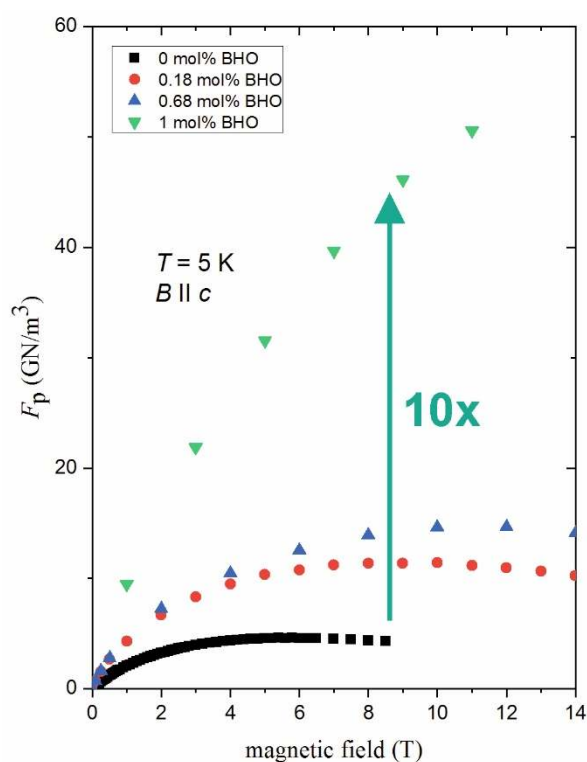 60
0 mol% BHO
0.18 mol% BHO
0.68 mol% BHO
1 mol% BHO
40
T = 5 K
B || c
10x
Fp (GN/m³)
20
0
0 2 4 6 8 10 12 14
magnetic field (T)